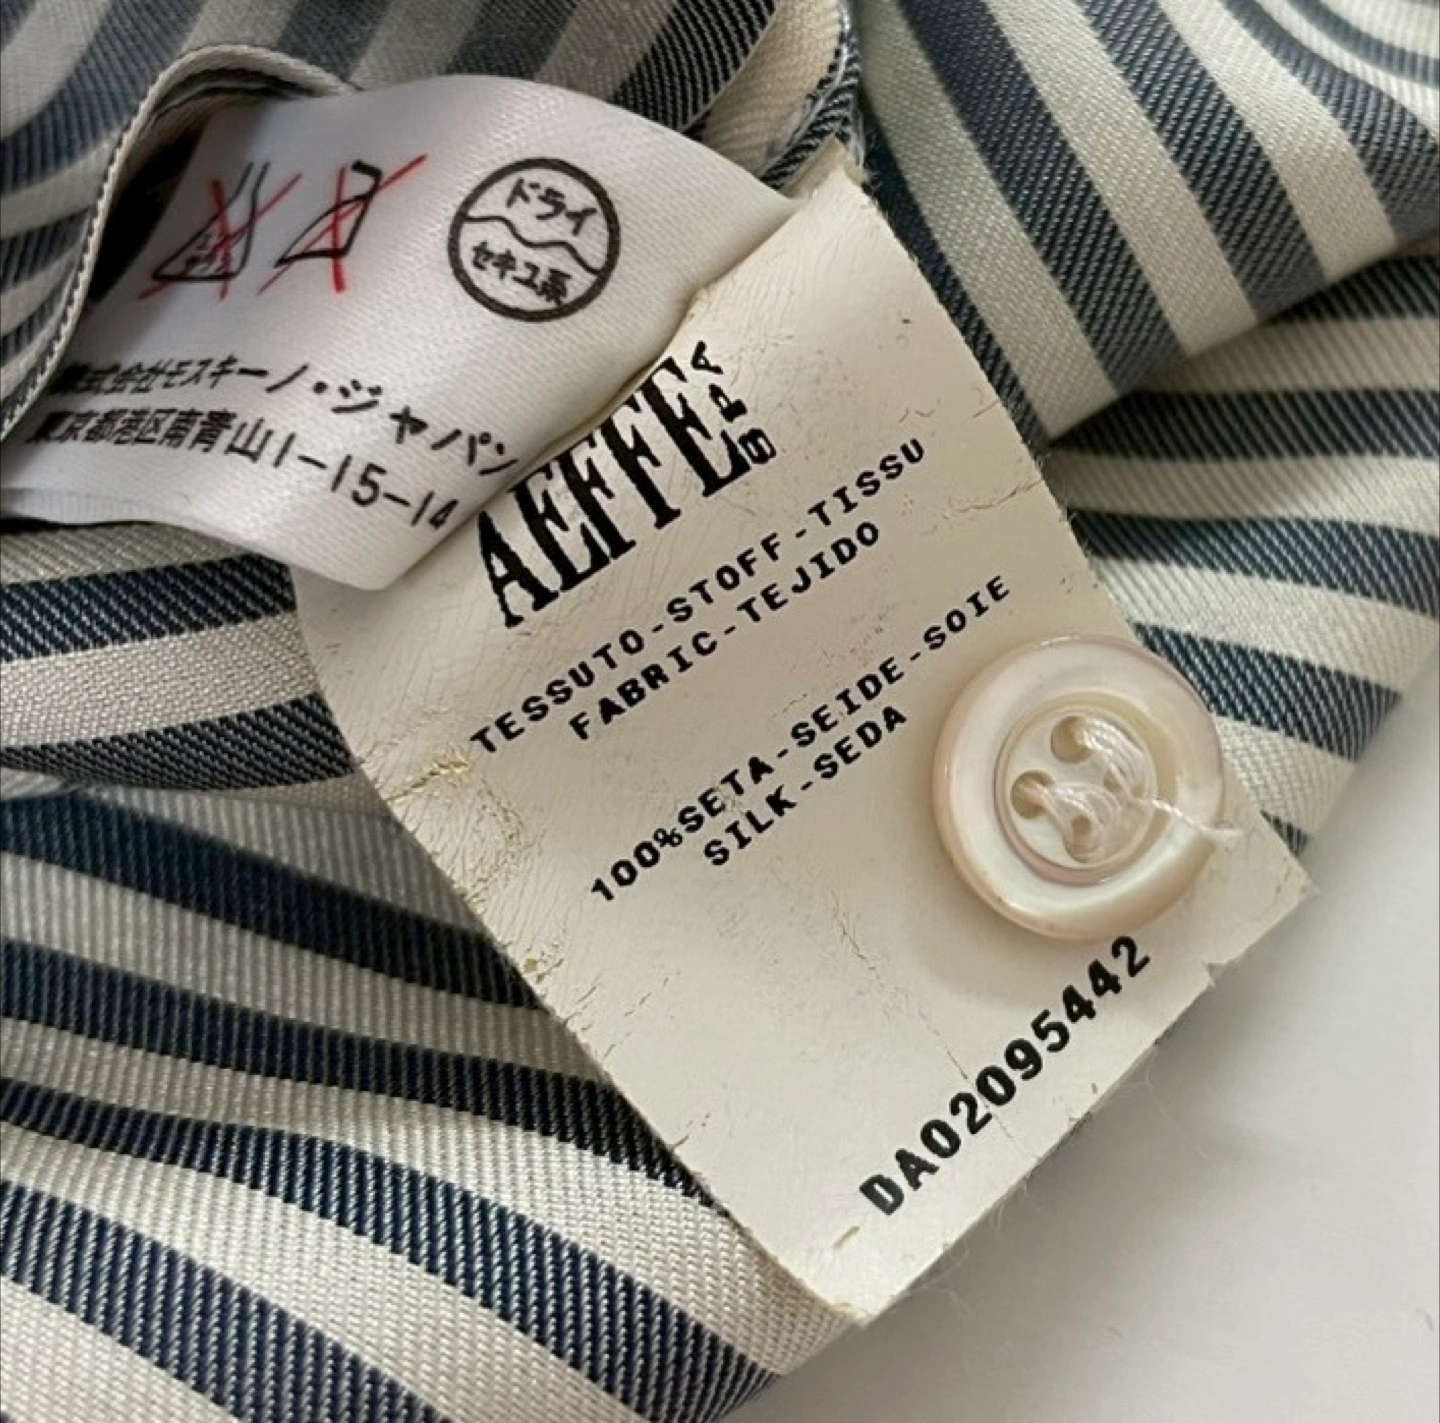 ドライ
セキユ系
株式会社モスキーノ・ジャパン
東京都港区南青山1-15-14
AEFFE SPA
TESSUTO-STOFF-TISSU
FABRIC-TEJIDO
100%SETA-SEIDE-SOIE
SILK-SEDA
DA02095442